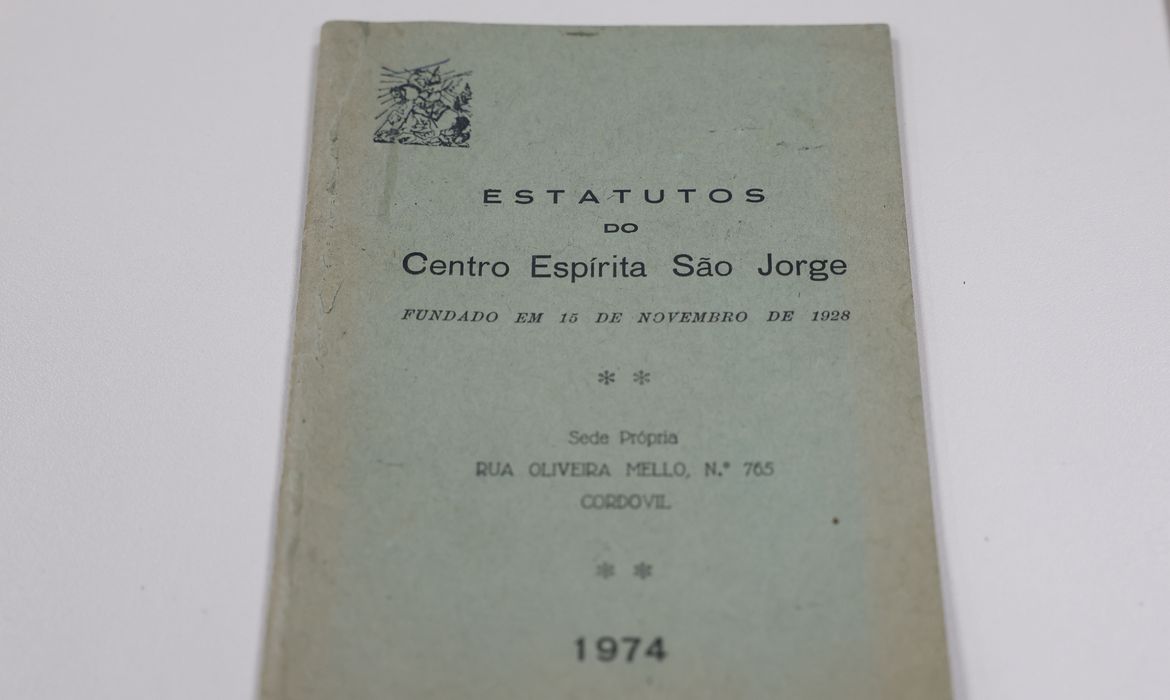 ESTATUTOS
DO
Centro Espírita São Jorge
FUNDADO EM 15 DE NOVEMBRO DE 1928
* *
Sede Própria
RUA OLIVEIRA MELLO, N.º 765
CORDOVIL
* *
1974